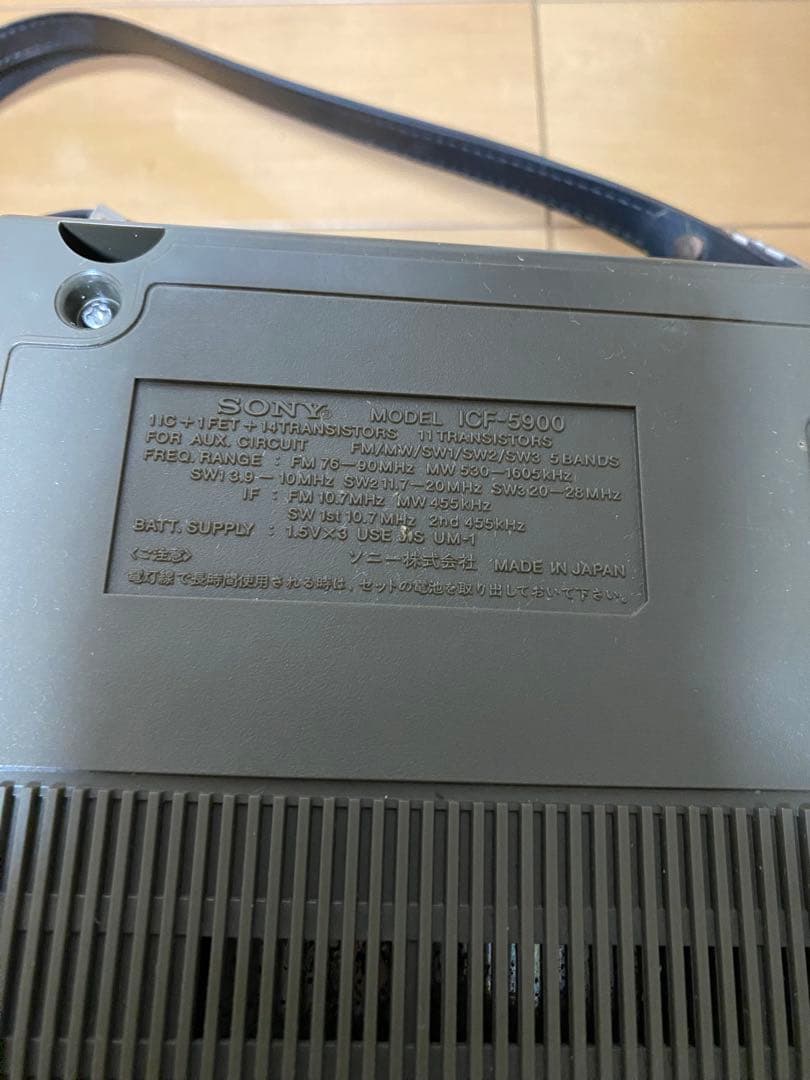 SONY® MODEL ICF-5900
1IC+1FET+14TRANSISTORS 11TRANSISTORS
FOR AUX. CIRCUIT FM/MW/SW1/SW2/SW3 5BANDS
FREQ. RANGE : FM 76—90MHz MW 530—1605kHz
SW1 3.9—10MHz SW2 11.7—20MHz SW3 20—28MHz
IF : FM 10.7MHz MW 455kHz
SW 1st 10.7MHz 2nd 455kHz
BATT. SUPPLY : 1.5V×3 USE JIS UM-1
〈ご注意〉 ソニー株式会社 MADE IN JAPAN
電灯線で長時間使用される時は、セットの電池を取り出しておいて下さい。